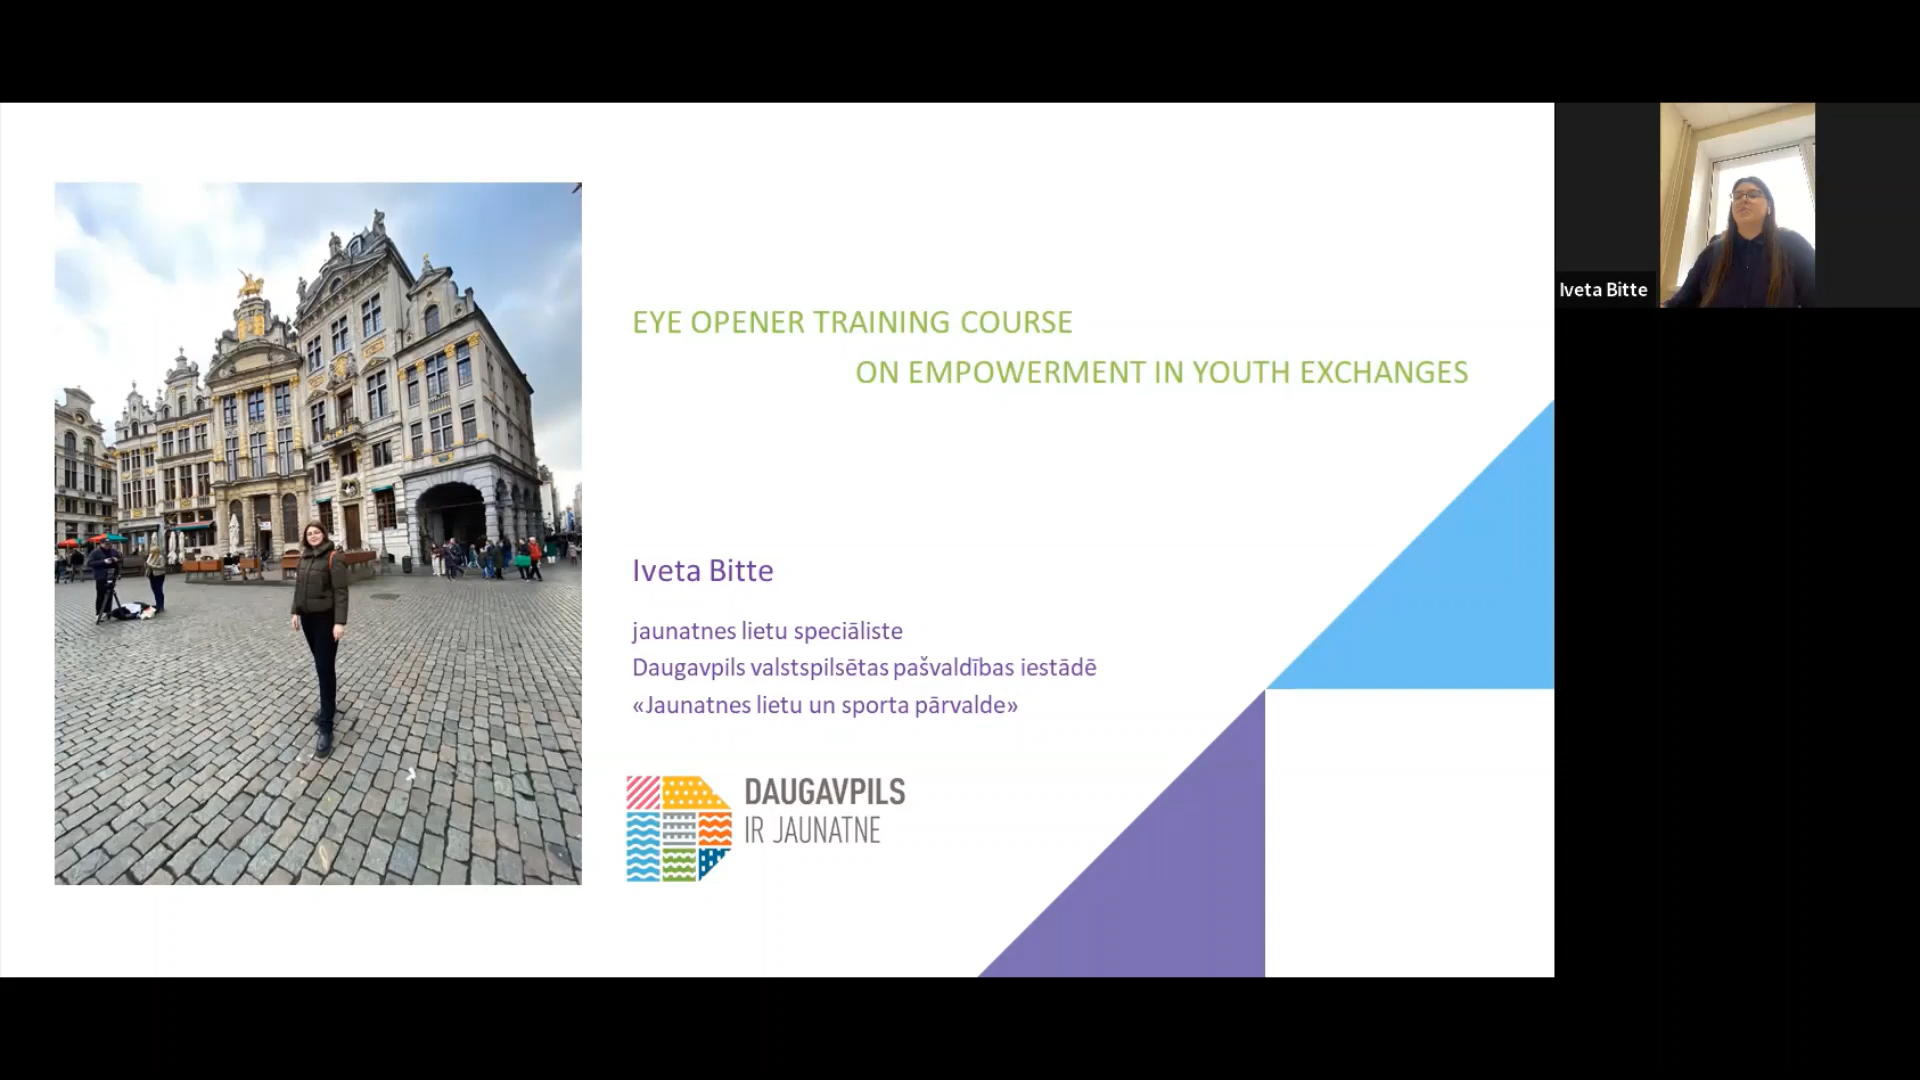 EYE OPENER TRAINING COURSE
ON EMPOWERMENT IN YOUTH EXCHANGES
Iveta Bitte
jaunatnes lietu speciāliste
Daugavpils valstspilsētas pašvaldības iestādē
«Jaunatnes lietu un sporta pārvalde»
DAUGAVPILS
IR JAUNATNE
Iveta Bitte